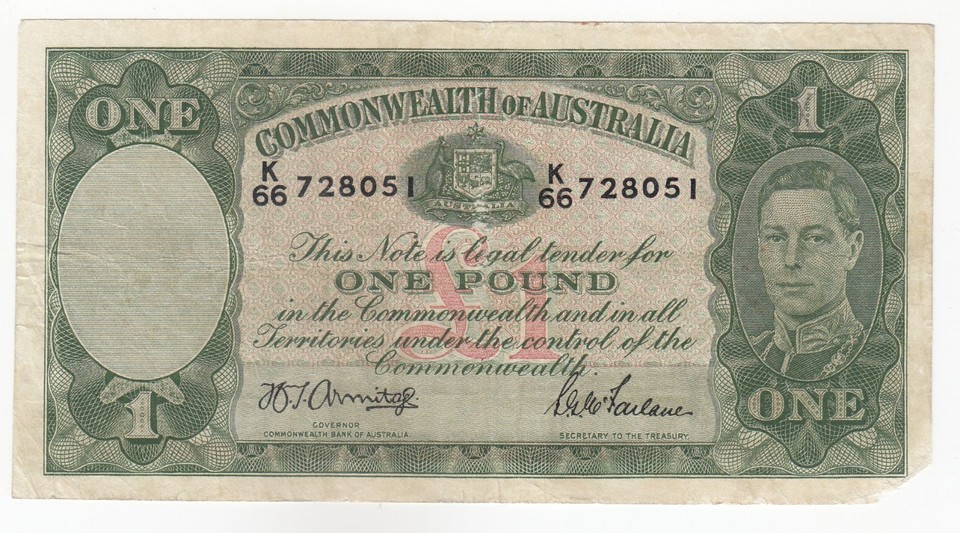 ONE
1
COMMONWEALTH OF AUSTRALIA
AUSTRALIA
K
66 728051
K
66 728051
£1
This Note is legal tender for
ONE POUND
in the Commonwealth and in all
Territories under the control of the
Commonwealth.
H.T. Armitage
GOVERNOR
COMMONWEALTH BANK OF AUSTRALIA.
S.G. McFarlane
SECRETARY TO THE TREASURY.
1
ONE